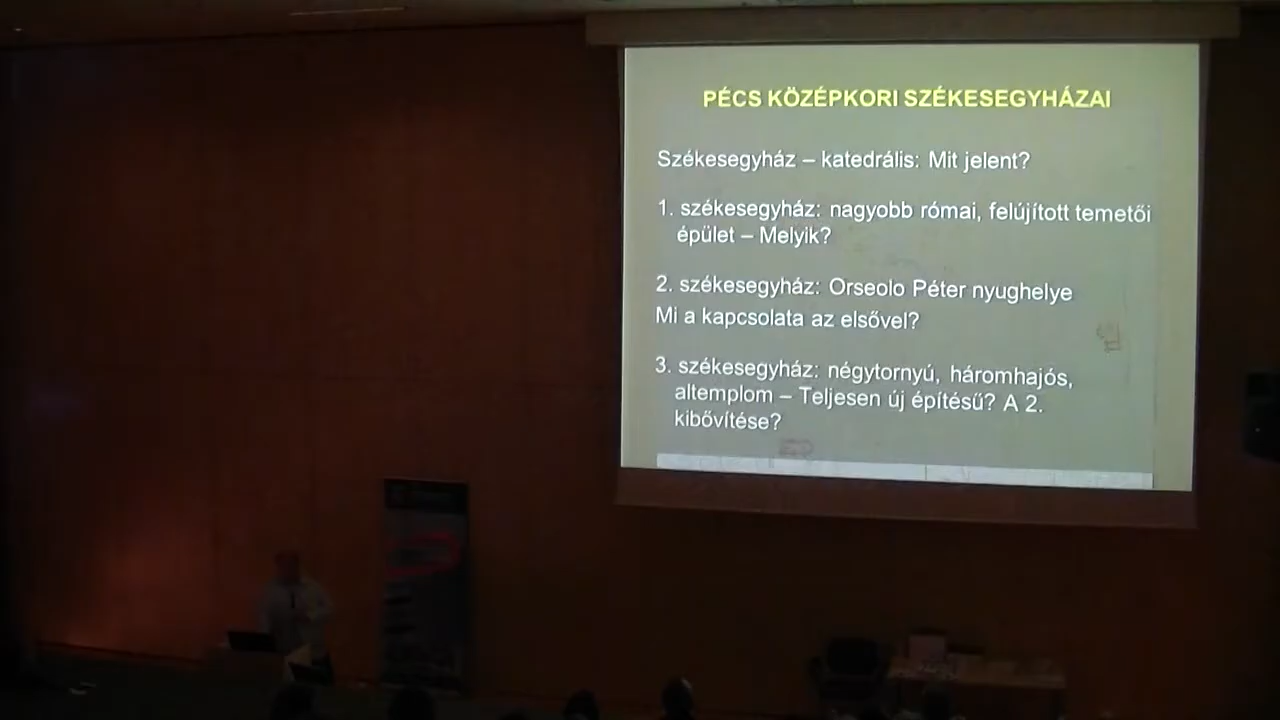 PÉCS KÖZÉPKORI SZÉKESEGYHÁZAI
Székesegyház – katedrális: Mit jelent?
1. székesegyház: nagyobb római, felújított temetői
épület – Melyik?
2. székesegyház: Orseolo Péter nyughelye
Mi a kapcsolata az elsővel?
3. székesegyház: négytornyú, háromhajós,
altemplom – Teljesen új építésű? A 2.
kibővítése?